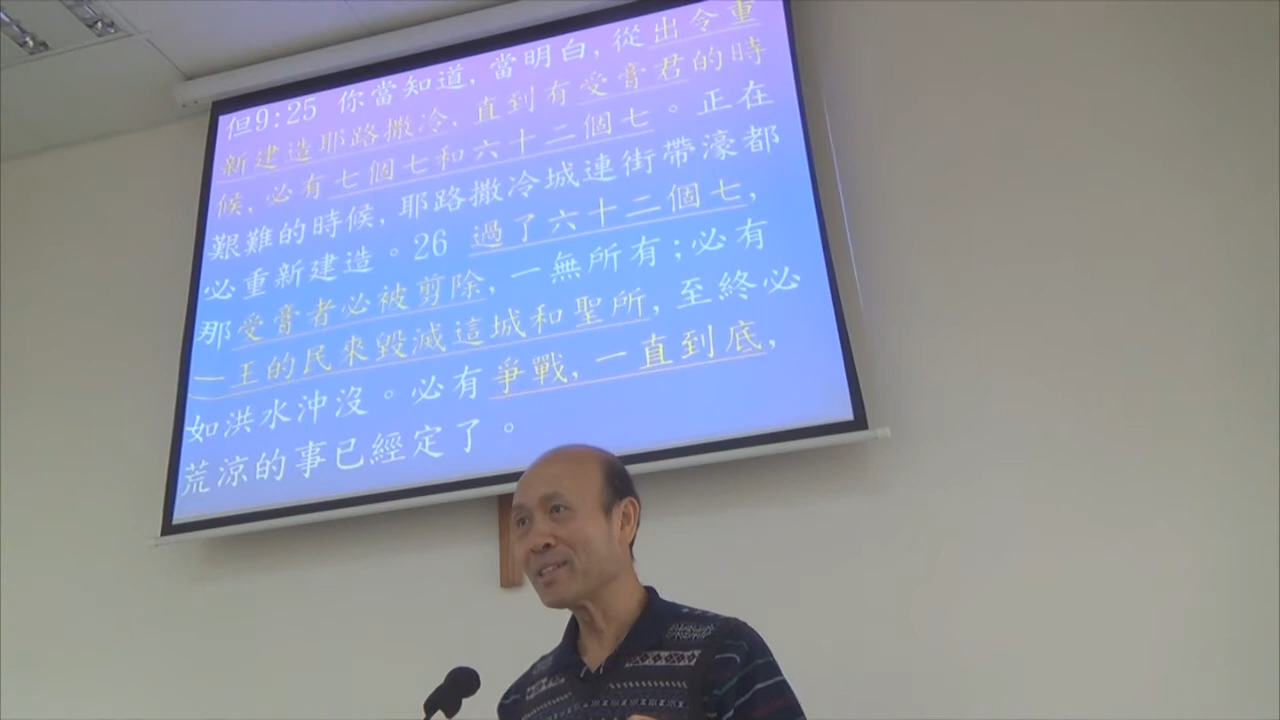 但9:25 你當知道，當明白，從出令重
新建造耶路撒冷，直到有受膏君的時
候，必有七個七和六十二個七。正在
艱難的時候，耶路撒冷城連街帶濠都
必重新建造。26 過了六十二個七，
那受膏者必被剪除，一無所有；必有
一王的民來毀滅這城和聖所，至終必
如洪水沖沒。必有爭戰，一直到底，
荒涼的事已經定了。